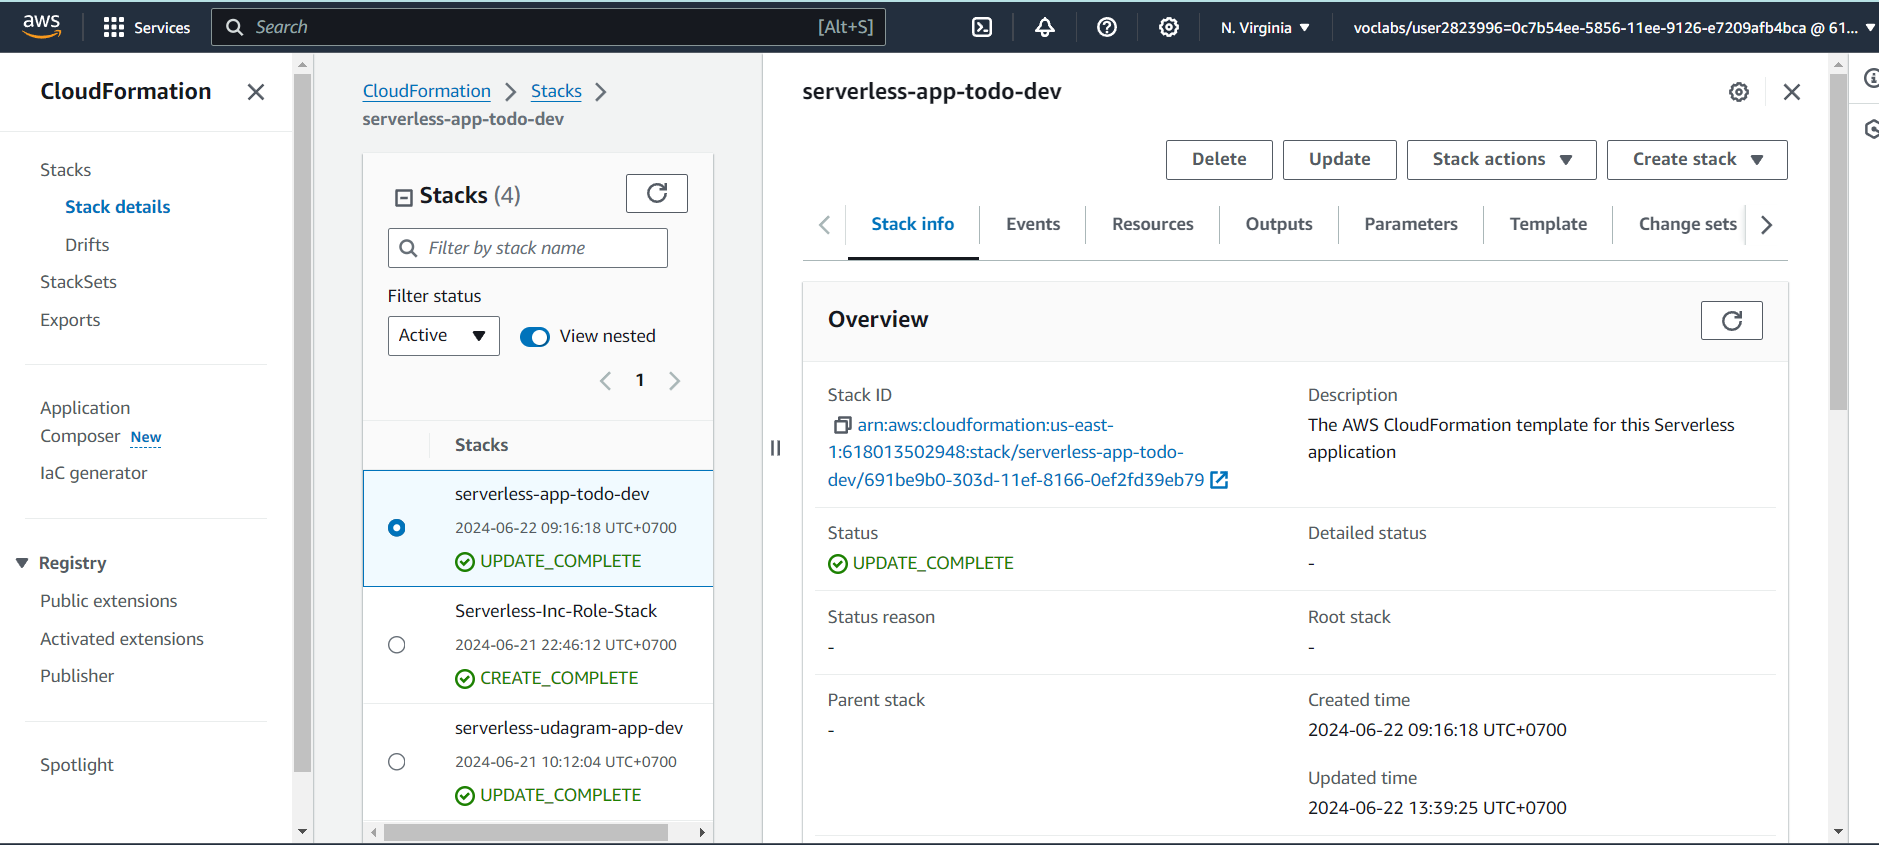 aws
Services
Search
[Alt+S]
N. Virginia
voclabs/user2823996=0c7b54ee-5856-11ee-9126-e7209afb4bca @ 61...
CloudFormation
Stacks
Stack details
Drifts
StackSets
Exports
Application
Composer New
IaC generator
Registry
Public extensions
Activated extensions
Publisher
Spotlight
CloudFormation
Stacks
serverless-app-todo-dev
Stacks (4)
Filter by stack name
Filter status
Active
View nested
1
Stacks
serverless-app-todo-dev
2024-06-22 09:16:18 UTC+0700
UPDATE_COMPLETE
Serverless-Inc-Role-Stack
2024-06-21 22:46:12 UTC+0700
CREATE_COMPLETE
serverless-udagram-app-dev
2024-06-21 10:12:04 UTC+0700
UPDATE_COMPLETE
serverless-app-todo-dev
Delete
Update
Stack actions
Create stack
Stack info
Events
Resources
Outputs
Parameters
Template
Change sets
Overview
Stack ID
arn:aws:cloudformation:us-east-
1:618013502948:stack/serverless-app-todo-
dev/691be9b0-303d-11ef-8166-0ef2fd39eb79
Description
The AWS CloudFormation template for this Serverless
application
Status
UPDATE_COMPLETE
Detailed status
-
Status reason
-
Root stack
-
Parent stack
-
Created time
2024-06-22 09:16:18 UTC+0700
Updated time
2024-06-22 13:39:25 UTC+0700